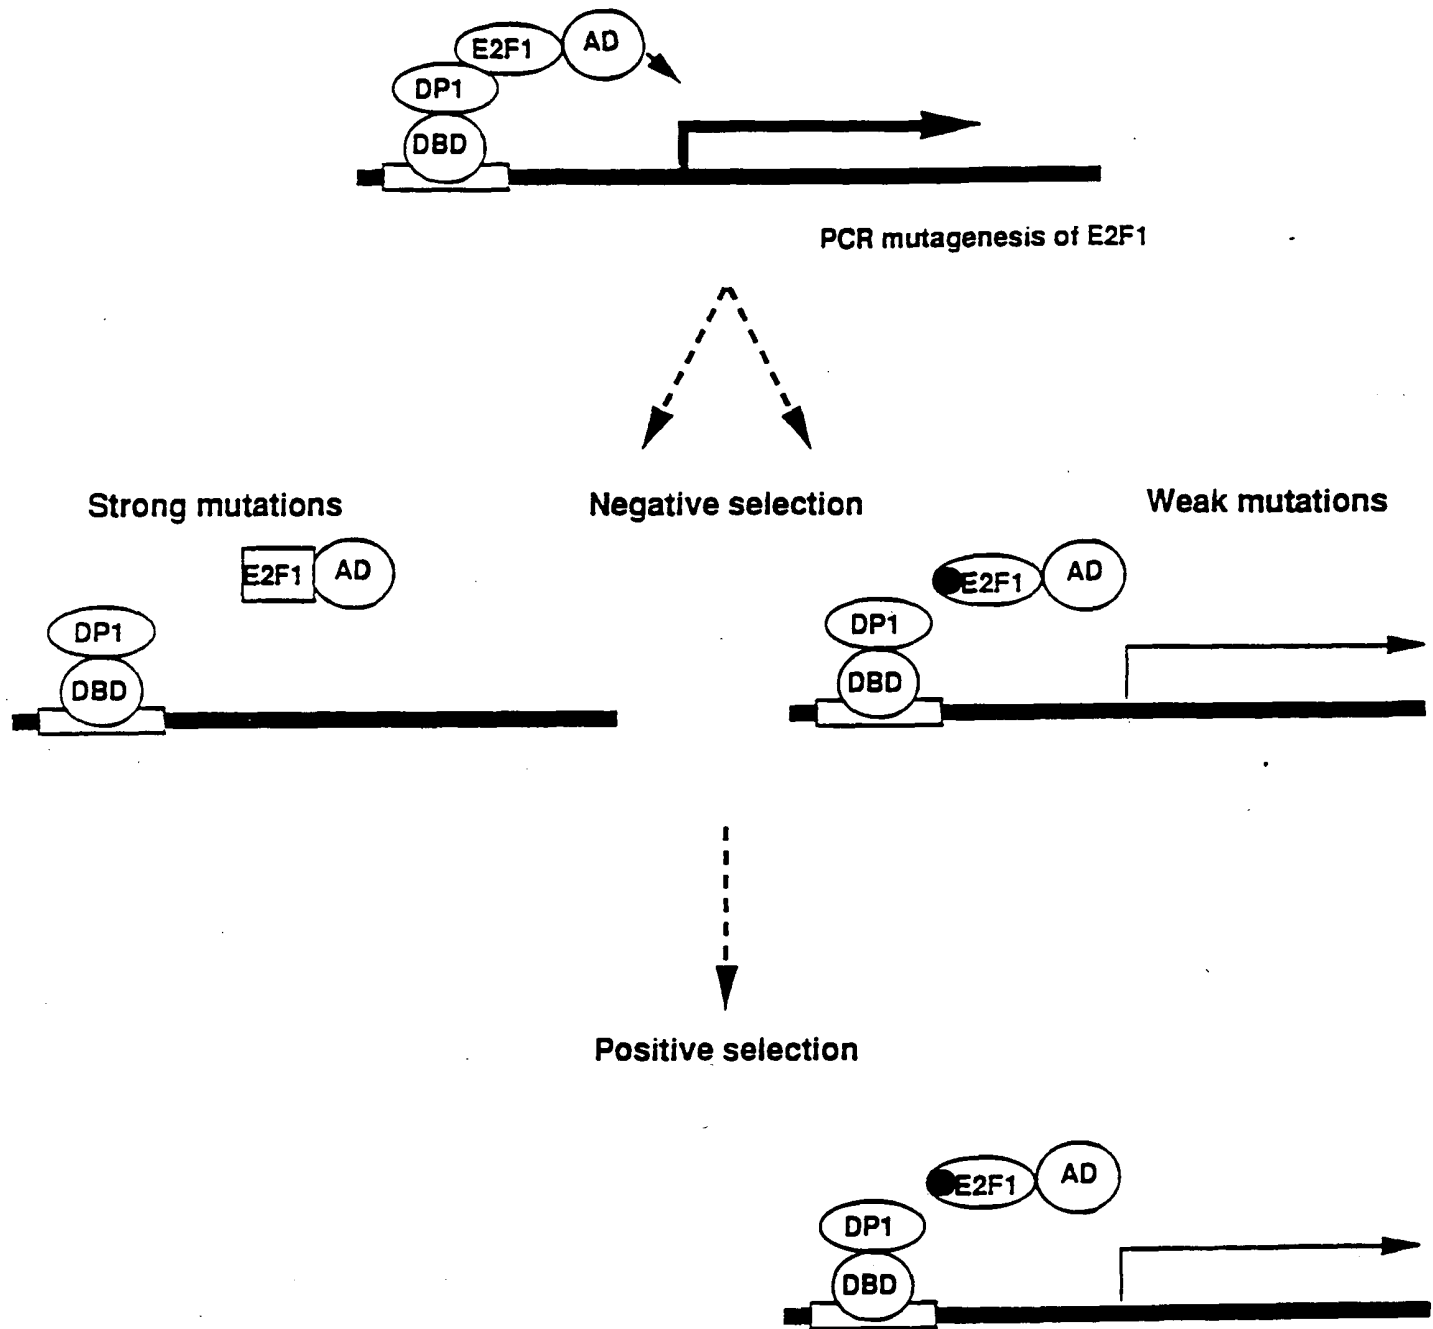 E2F1
AD
DP1
DBD
PCR mutagenesis of E2F1
Strong mutations
Negative selection
Weak mutations
E2F1
AD
DP1
DBD
E2F1
AD
DP1
DBD
Positive selection
E2F1
AD
DP1
DBD